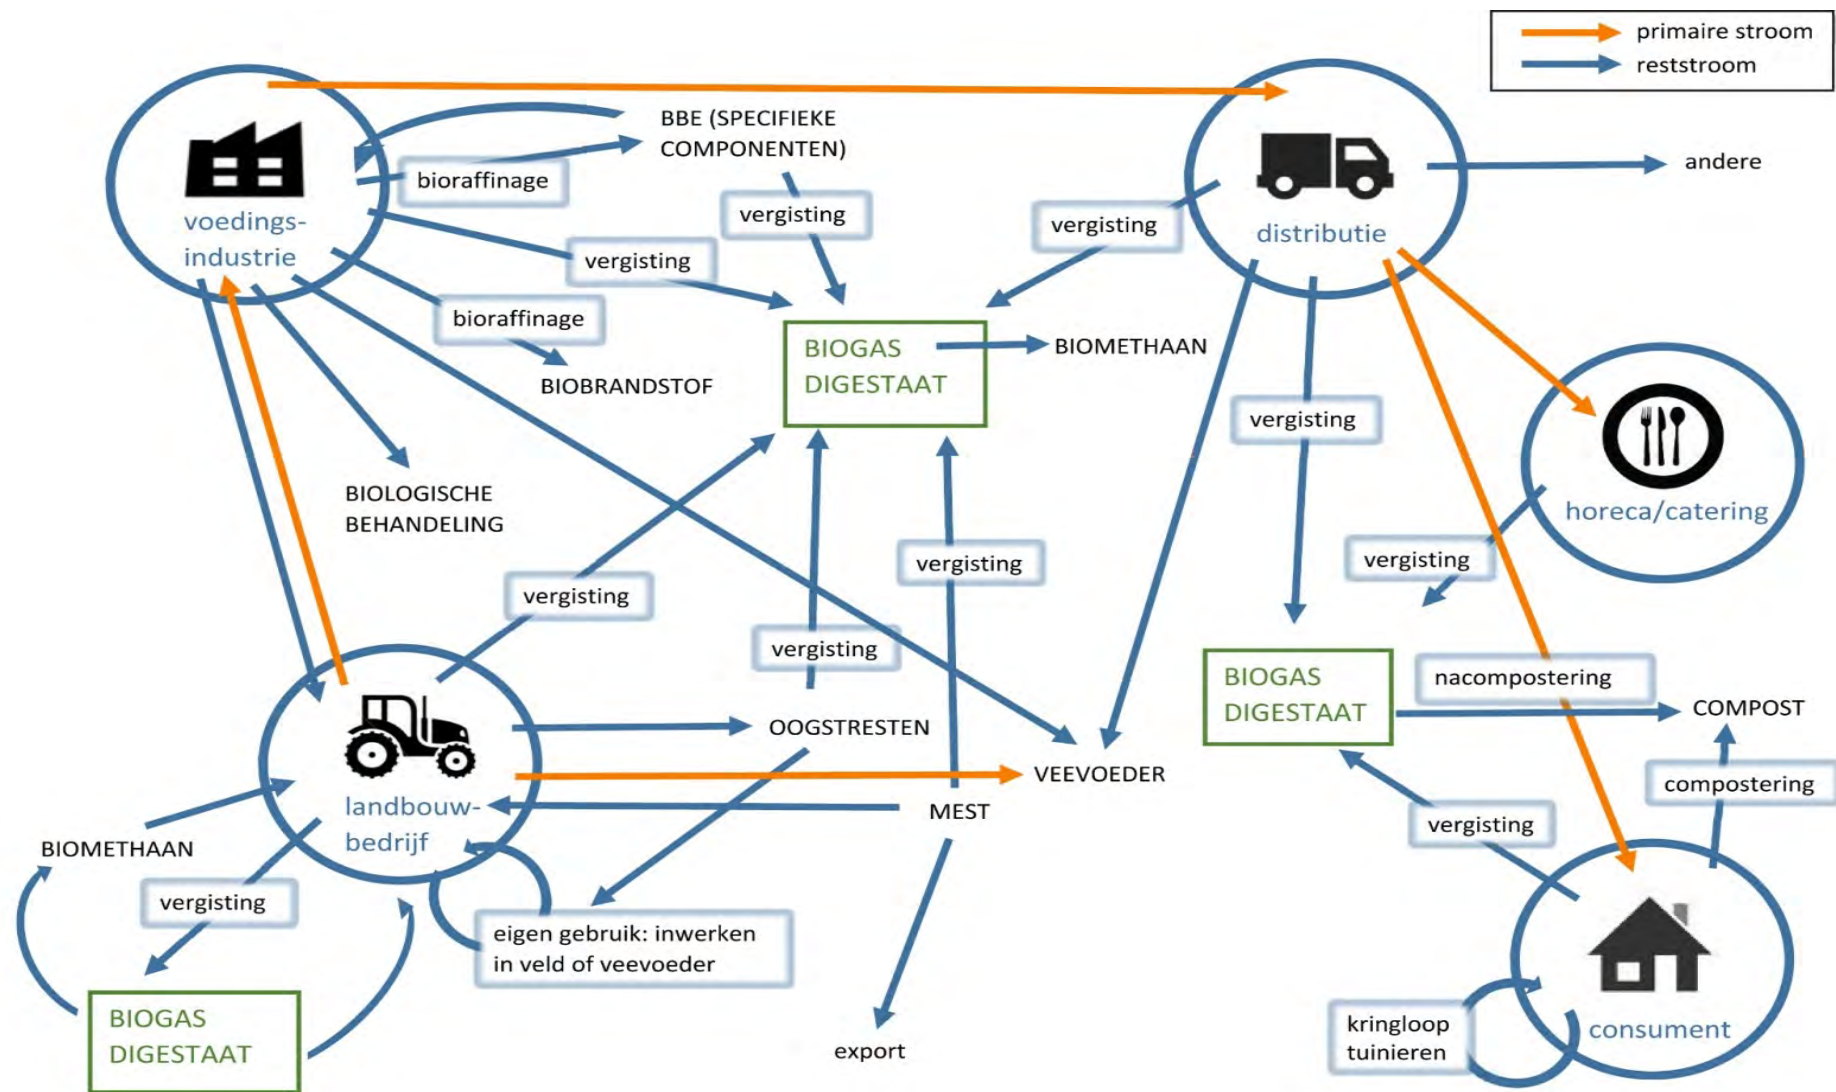 primaire stroom
reststroom
BBE (SPECIFIEKE
COMPONENTEN)
bioraffinage
voedings-
industrie
vergisting
vergisting
vergisting
distributie
andere
bioraffinage
BIOBRANDSTOF
BIOGAS
DIGESTAAT
BIOMETHAAN
vergisting
BIOLOGISCHE
BEHANDELING
horeca/catering
vergisting
vergisting
vergisting
vergisting
BIOGAS
DIGESTAAT
nacompostering
COMPOST
OOGSTRESTEN
VEEVOEDER
compostering
landbouw-
bedrijf
MEST
vergisting
BIOMETHAAN
vergisting
eigen gebruik: inwerken
in veld of veevoeder
BIOGAS
DIGESTAAT
export
kringloop
tuinieren
consument